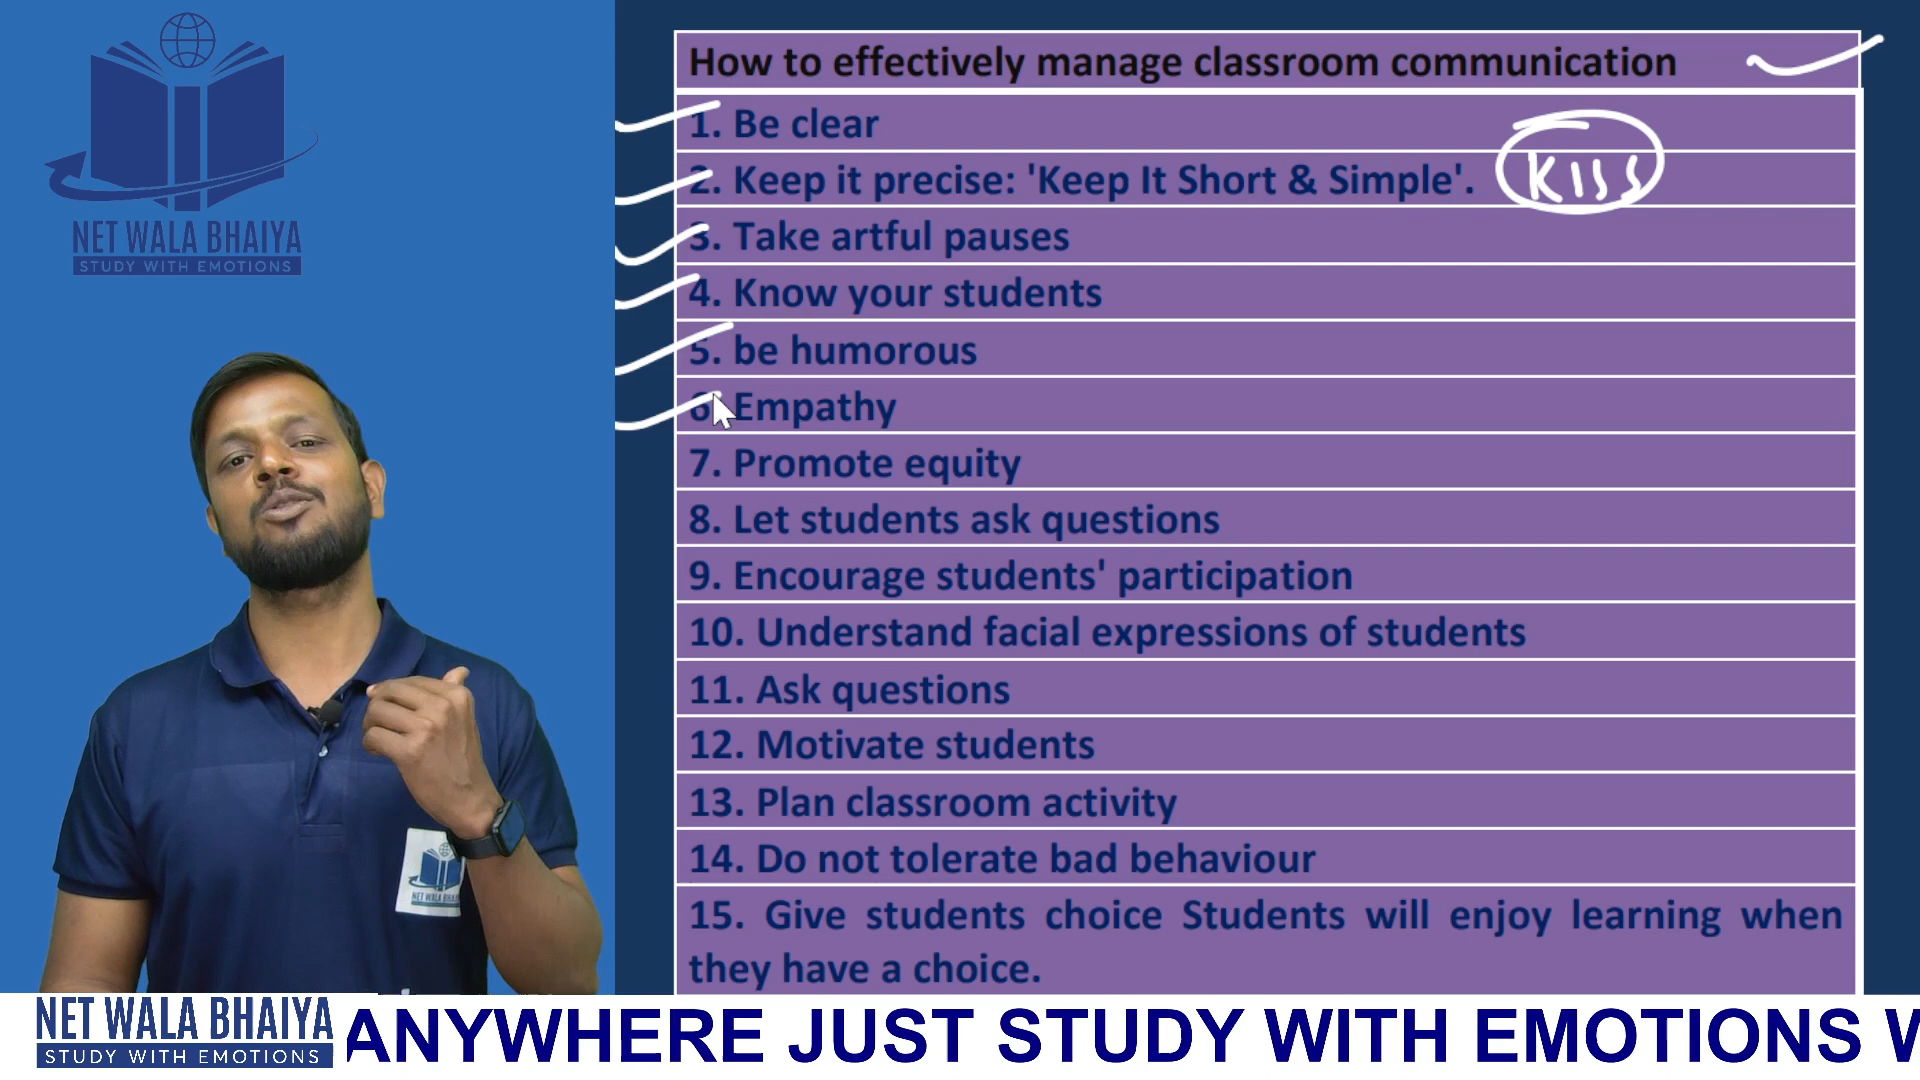 NET WALA BHAIYA
STUDY WITH EMOTIONS
How to effectively manage classroom communication
1. Be clear
2. Keep it precise: 'Keep It Short & Simple'.
KISS
3. Take artful pauses
4. Know your students
5. be humorous
6. Empathy
7. Promote equity
8. Let students ask questions
9. Encourage students' participation
10. Understand facial expressions of students
11. Ask questions
12. Motivate students
13. Plan classroom activity
14. Do not tolerate bad behaviour
15. Give students choice Students will enjoy learning when
they have a choice.
NET WALA BHAIYA
NET WALA BHAIYA
STUDY WITH EMOTIONS
ANYWHERE JUST STUDY WITH EMOTIONS W